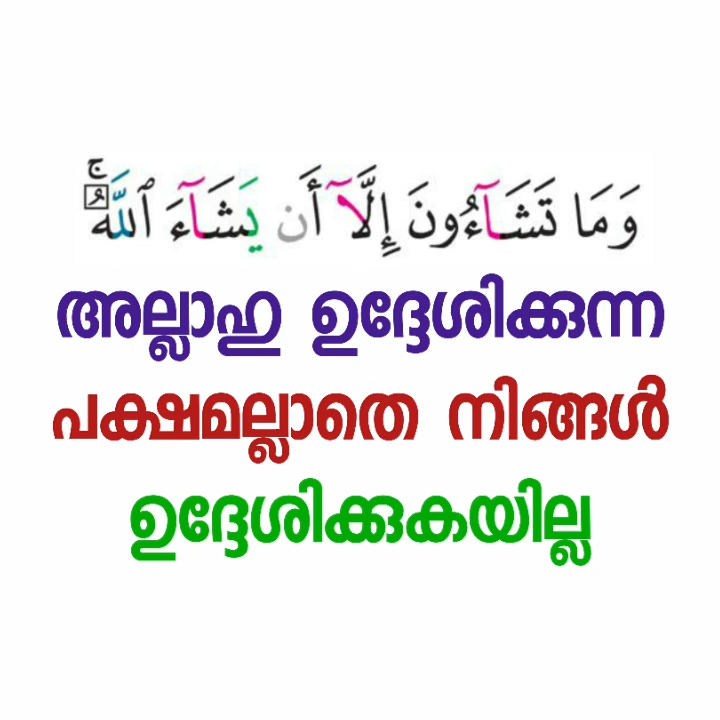 وَمَا تَشَآءُونَ إِلَّآ أَن يَشَآءَ ٱللَّهُ ۚ
അല്ലാഹു ഉദ്ദേശിക്കുന്ന
പക്ഷമല്ലാതെ നിങ്ങൾ
ഉദ്ദേശിക്കുകയില്ല